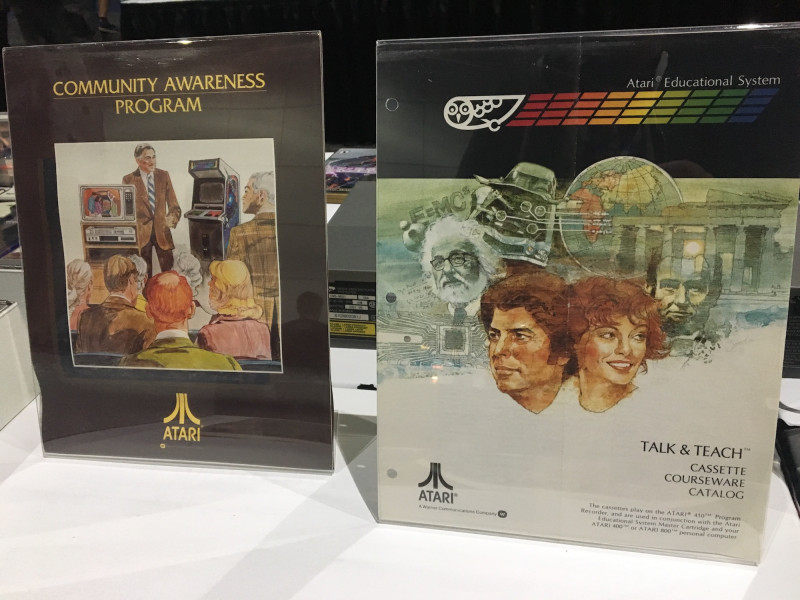 COMMUNITY AWARENESS
PROGRAM
ATARI
Atari® Educational System
E=MC²
TALK & TEACH™
CASSETTE
COURSEWARE
CATALOG
ATARI®
A Warner Communications Company
The cassettes play on the ATARI® 410™ Program
Recorder, and are used in conjunction with the Atari
Educational System Master Cartridge and your
ATARI 400™ or ATARI 800™ personal computer.